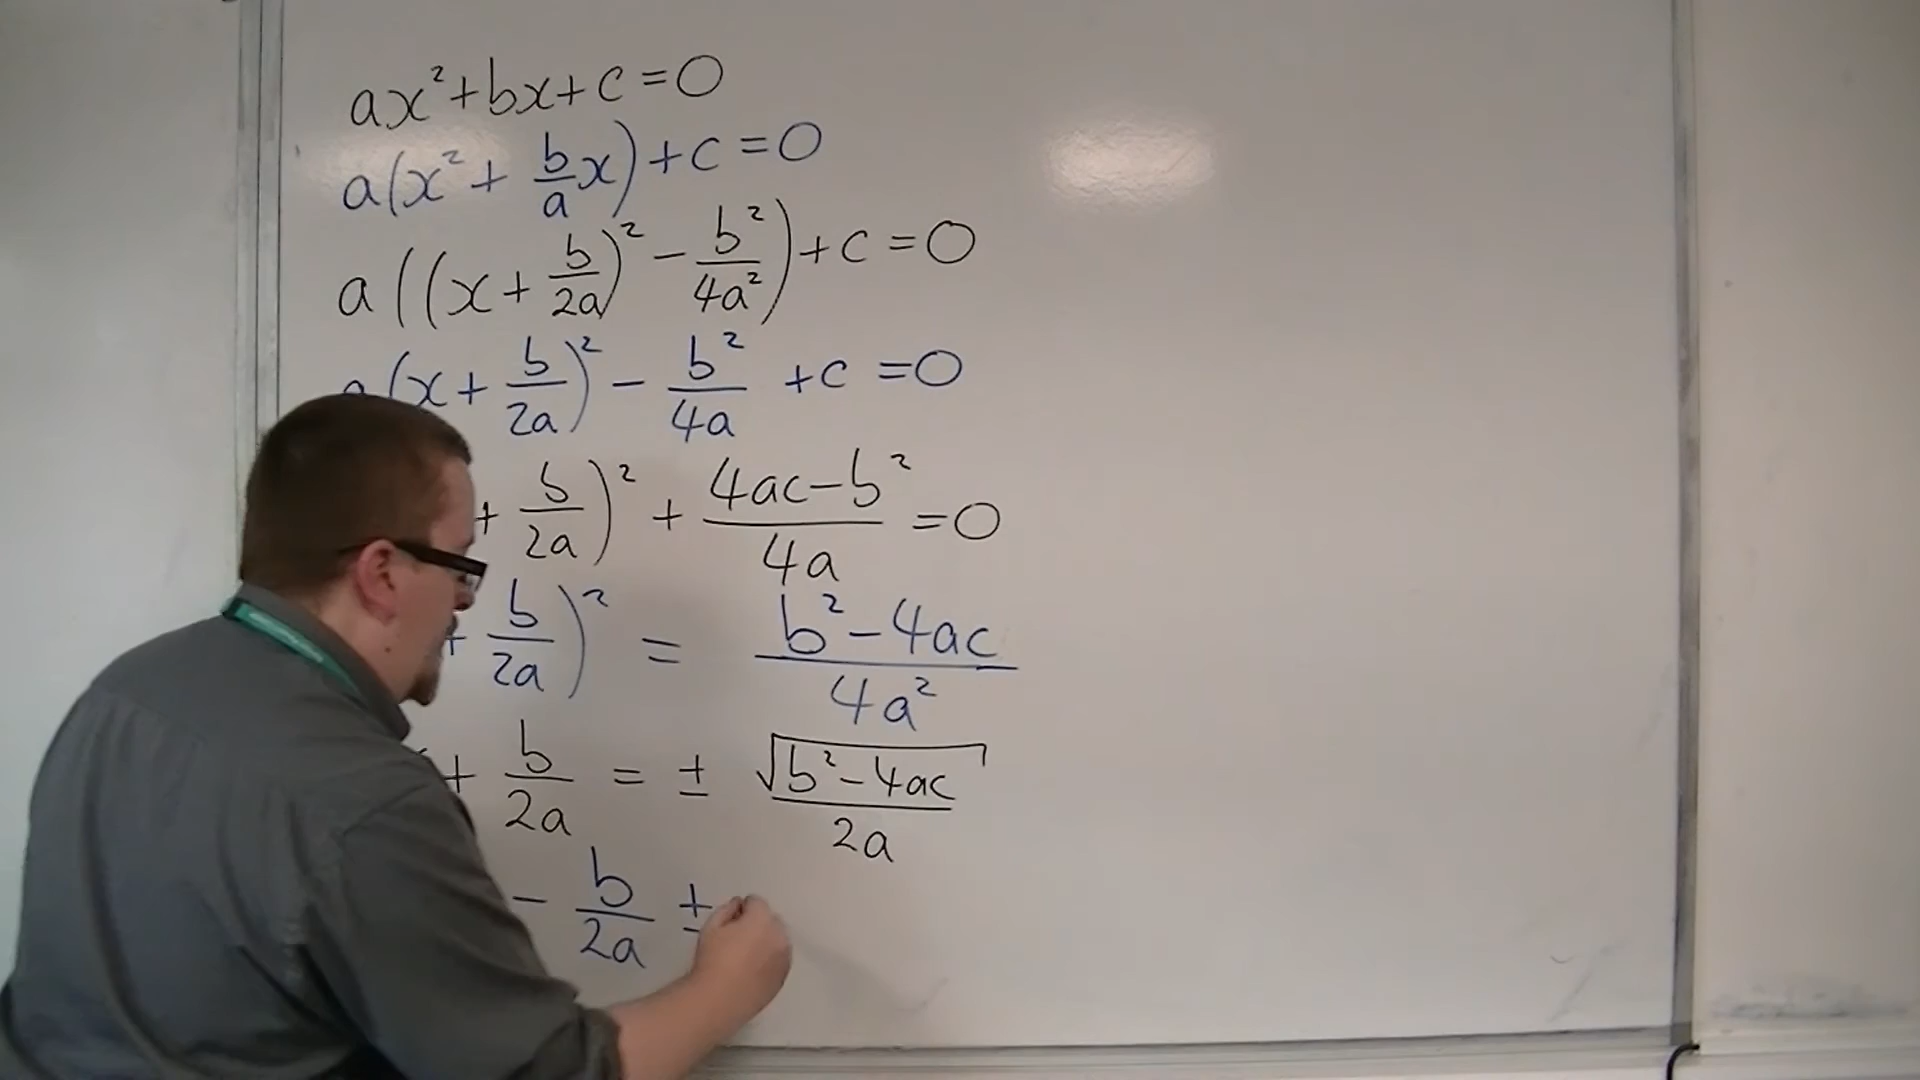 ax²+bx+c=0
a(x²+ b/a x)+c=0
a((x+ b/2a)² - b²/4a²)+c=0
a(x+ b/2a)² - b²/4a +c=0
+ b/2a)² + 4ac-b²/4a =0
+ b/2a)² = b²-4ac/4a²
+ b/2a = ± √b²-4ac/2a
- b/2a ±